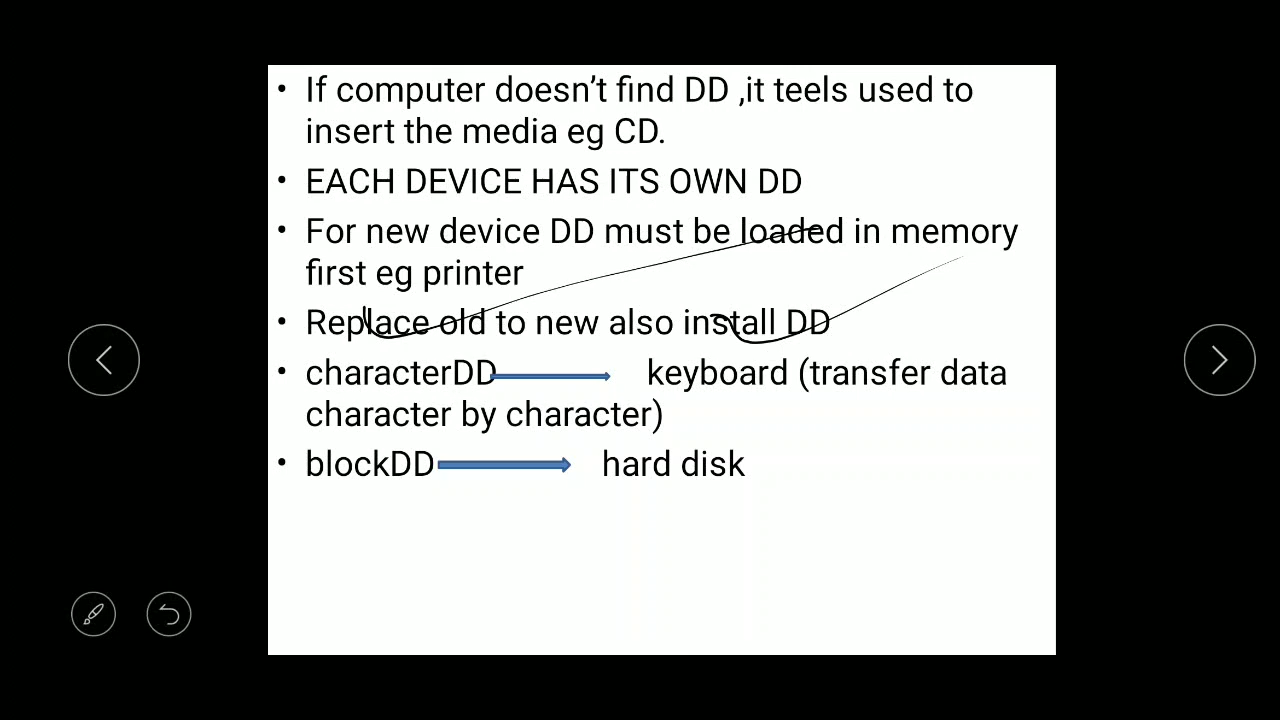 • If computer doesn’t find DD ,it teels used to
insert the media eg CD.
• EACH DEVICE HAS ITS OWN DD
• For new device DD must be loaded in memory
first eg printer
• Replace old to new also install DD
• characterDD keyboard (transfer data
character by character)
• blockDD hard disk